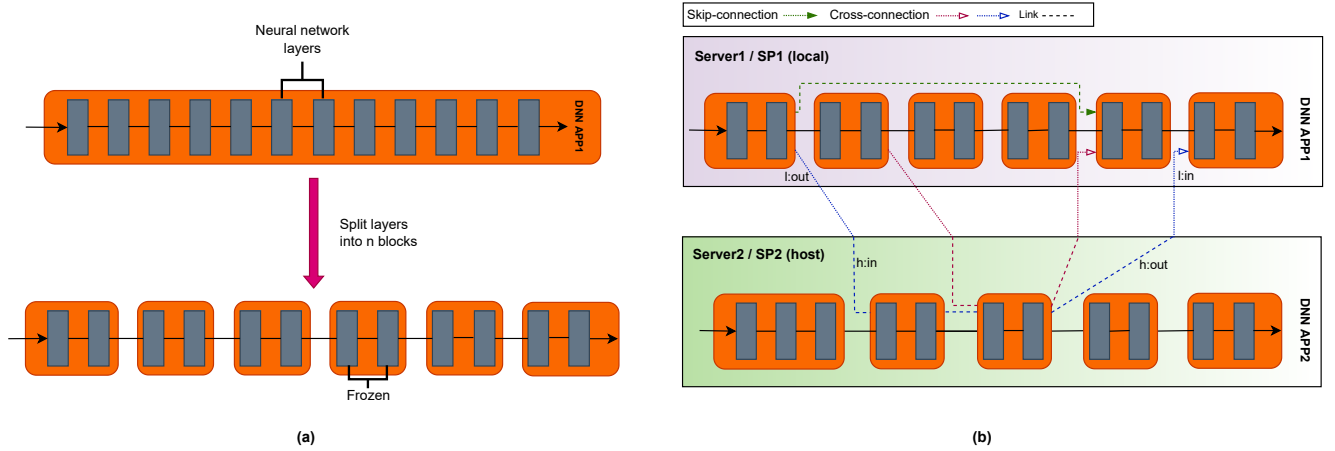 Neural network
layers
DNN APP1
Split layers
into n blocks
Frozen
(a)
Skip-connection
Cross-connection
Link
Server1 / SP1 (local)
DNN APP1
l:out
l:in
Server2 / SP2 (host)
h:in
h:out
DNN APP2
(b)